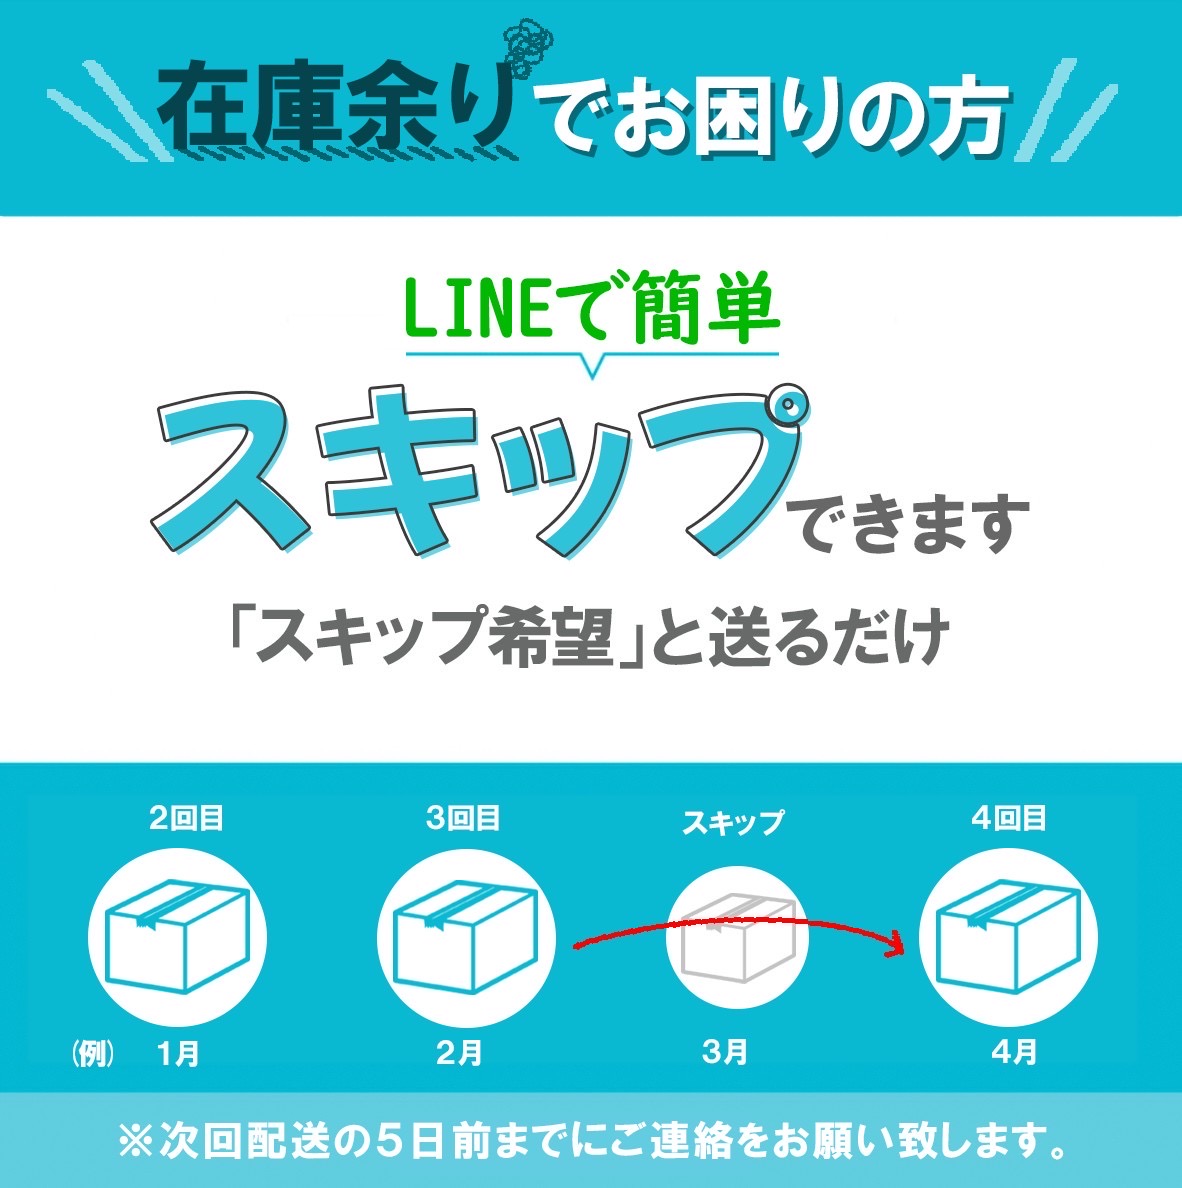 在庫余りでお困りの方
LINEで簡単
スキップできます
「スキップ希望」と送るだけ
2回目 3回目 スキップ 4回目
(例) 1月 2月 3月 4月
※次回配送の5日前までにご連絡をお願い致します。